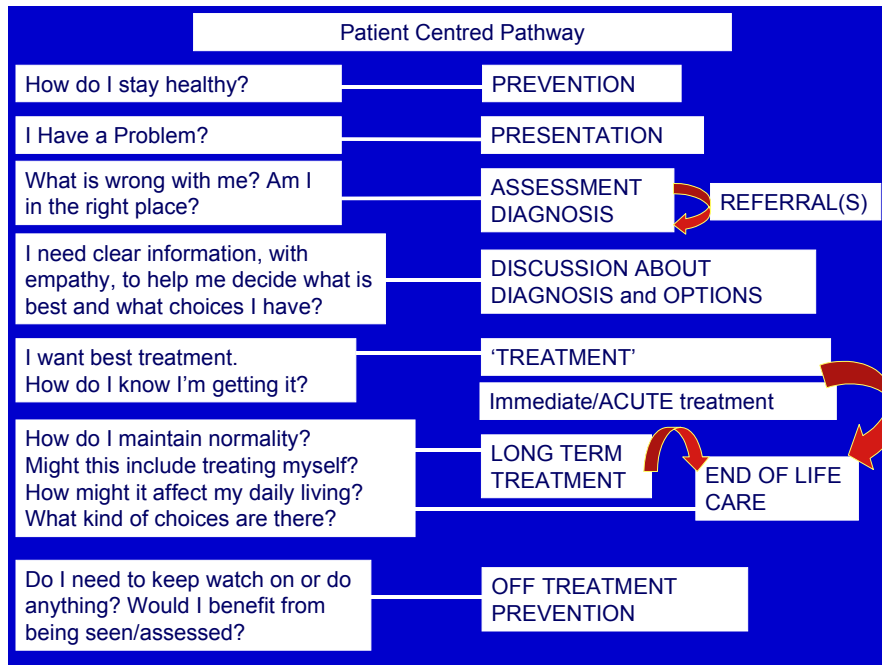 Patient Centred Pathway
How do I stay healthy?
PREVENTION
I Have a Problem?
PRESENTATION
What is wrong with me? Am I
in the right place?
ASSESSMENT
DIAGNOSIS
REFERRAL(S)
I need clear information, with
empathy, to help me decide what is
best and what choices I have?
DISCUSSION ABOUT
DIAGNOSIS and OPTIONS
I want best treatment.
How do I know I'm getting it?
‘TREATMENT’
Immediate/ACUTE treatment
How do I maintain normality?
Might this include treating myself?
How might it affect my daily living?
What kind of choices are there?
LONG TERM
TREATMENT
END OF LIFE
CARE
Do I need to keep watch on or do
anything? Would I benefit from
being seen/assessed?
OFF TREATMENT
PREVENTION